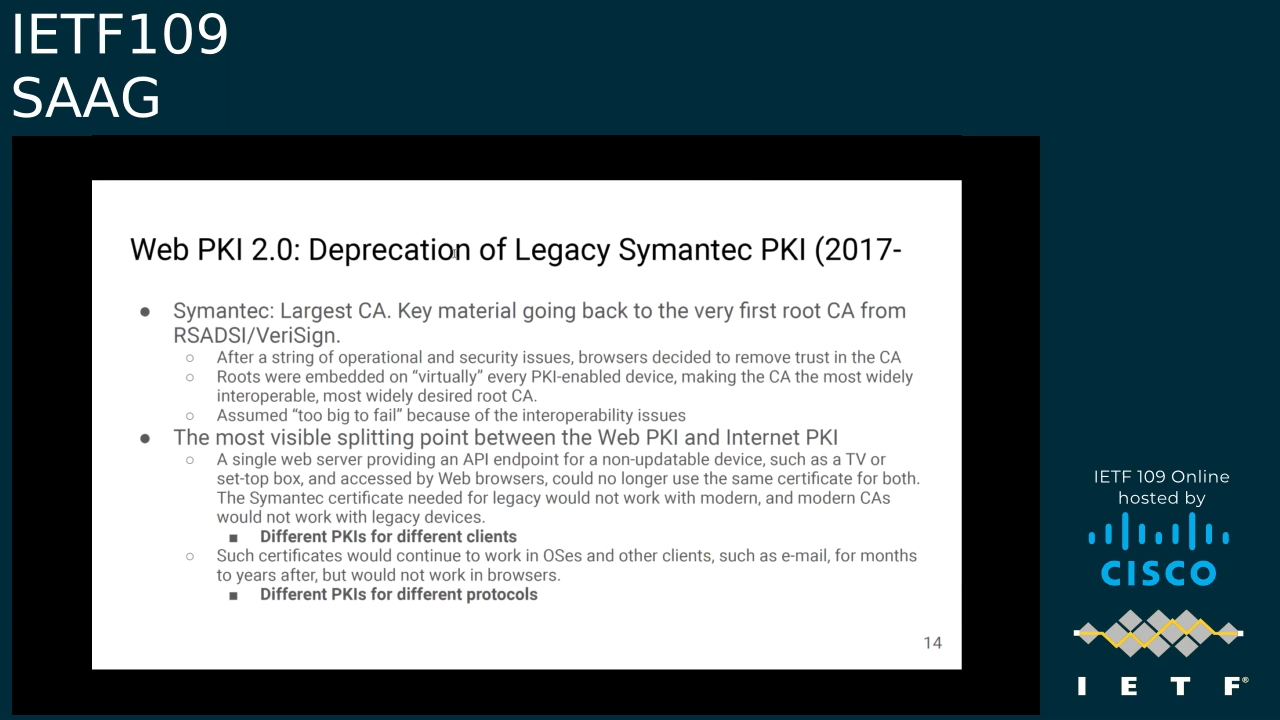 IETF109
SAAG
Web PKI 2.0: Deprecation of Legacy Symantec PKI (2017-
● Symantec: Largest CA. Key material going back to the very first root CA from
RSADSI/VeriSign.
○ After a string of operational and security issues, browsers decided to remove trust in the CA
○ Roots were embedded on “virtually” every PKI-enabled device, making the CA the most widely
interoperable, most widely desired root CA.
○ Assumed “too big to fail” because of the interoperability issues
● The most visible splitting point between the Web PKI and Internet PKI
○ A single web server providing an API endpoint for a non-updatable device, such as a TV or
set-top box, and accessed by Web browsers, could no longer use the same certificate for both.
The Symantec certificate needed for legacy would not work with modern, and modern CAs
would not work with legacy devices.
■ Different PKIs for different clients
○ Such certificates would continue to work in OSes and other clients, such as e-mail, for months
to years after, but would not work in browsers.
■ Different PKIs for different protocols
14
IETF 109 Online
hosted by
CISCO
I E T F®